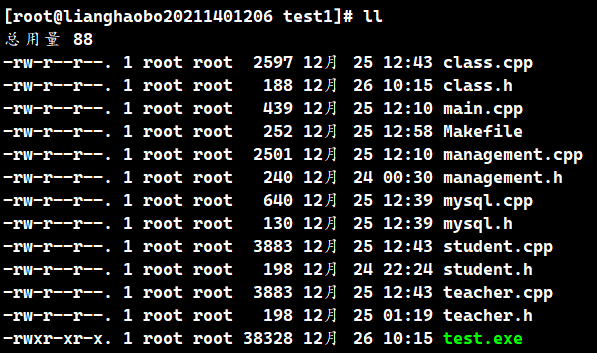 [root@lianghaobo20211401206 test1]# ll
总用量 88
-rw-r--r--. 1 root root  2597 12月  25 12:43 class.cpp
-rw-r--r--. 1 root root   188 12月  26 10:15 class.h
-rw-r--r--. 1 root root   439 12月  25 12:10 main.cpp
-rw-r--r--. 1 root root   252 12月  25 12:58 Makefile
-rw-r--r--. 1 root root  2501 12月  25 12:10 management.cpp
-rw-r--r--. 1 root root   240 12月  24 00:30 management.h
-rw-r--r--. 1 root root   640 12月  25 12:39 mysql.cpp
-rw-r--r--. 1 root root   130 12月  25 12:39 mysql.h
-rw-r--r--. 1 root root  3883 12月  25 12:43 student.cpp
-rw-r--r--. 1 root root   198 12月  24 22:24 student.h
-rw-r--r--. 1 root root  3883 12月  25 12:43 teacher.cpp
-rw-r--r--. 1 root root   198 12月  25 01:19 teacher.h
-rwxr-xr-x. 1 root root 38328 12月  26 10:15 test.exe